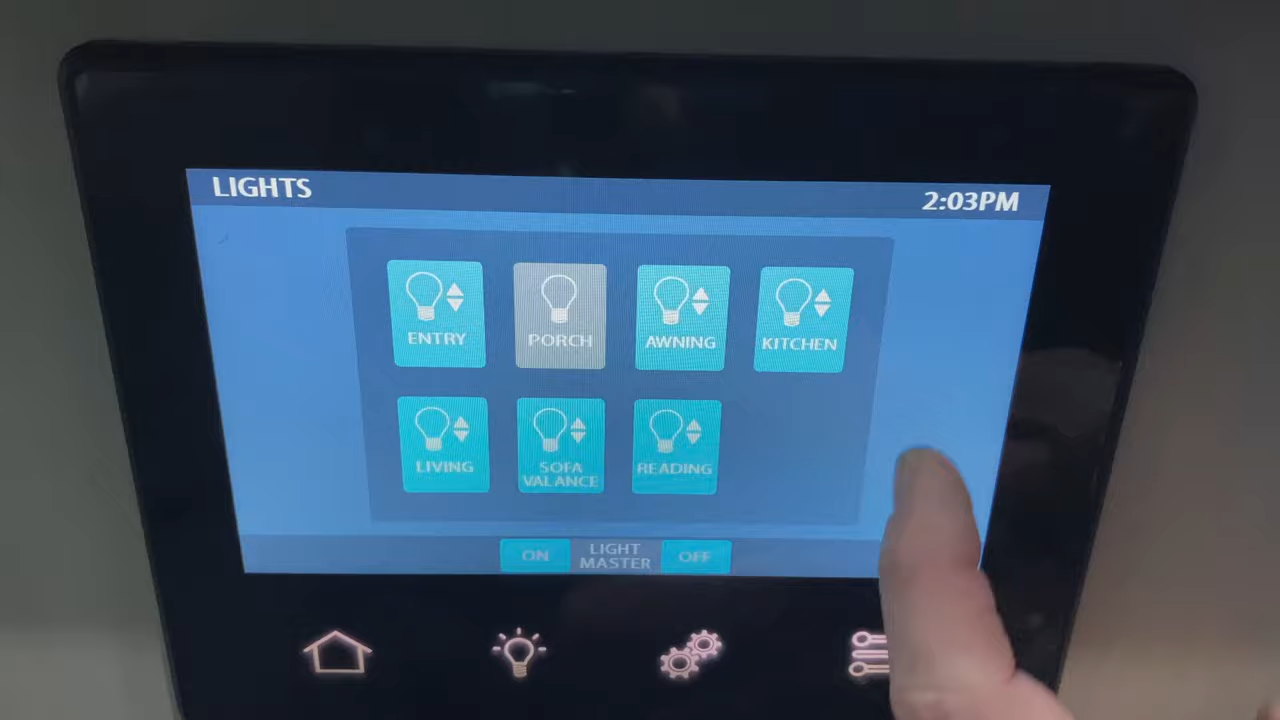 LIGHTS
2:03PM
ENTRY
PORCH
AWNING
KITCHEN
LIVING
SOFA
VALANCE
READING
ON
LIGHT
MASTER
OFF